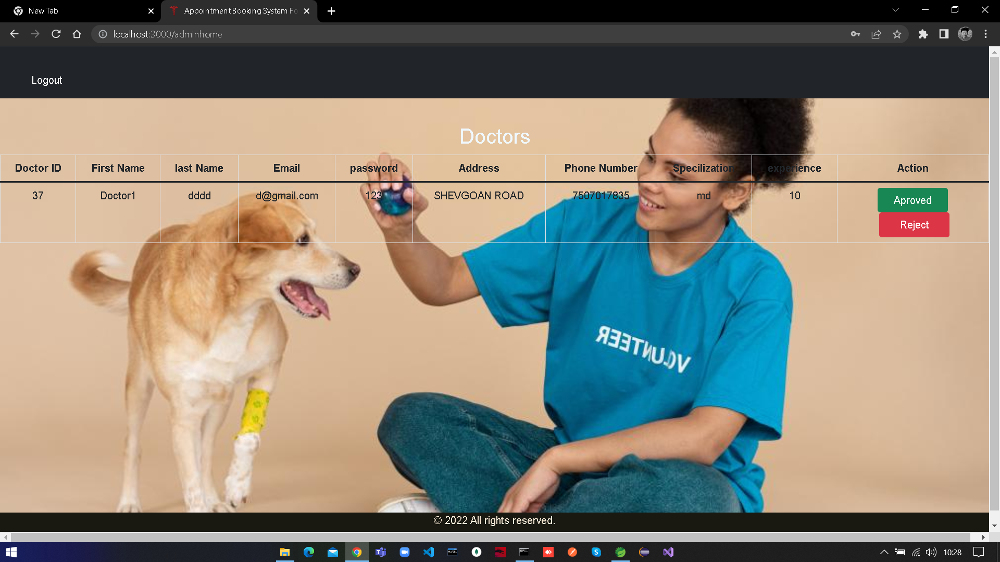 New Tab
Appointment Booking System Fo
localhost:3000/adminhome
Logout
Doctors
Doctor ID First Name last Name Email password Address Phone Number Specilization experience Action
37 Doctor1 dddd d@gmail.com 123 SHEVGOAN ROAD 7507017835 md 10 Aproved
Reject
VOLUNTEER
© 2022 All rights reserved.
10:28